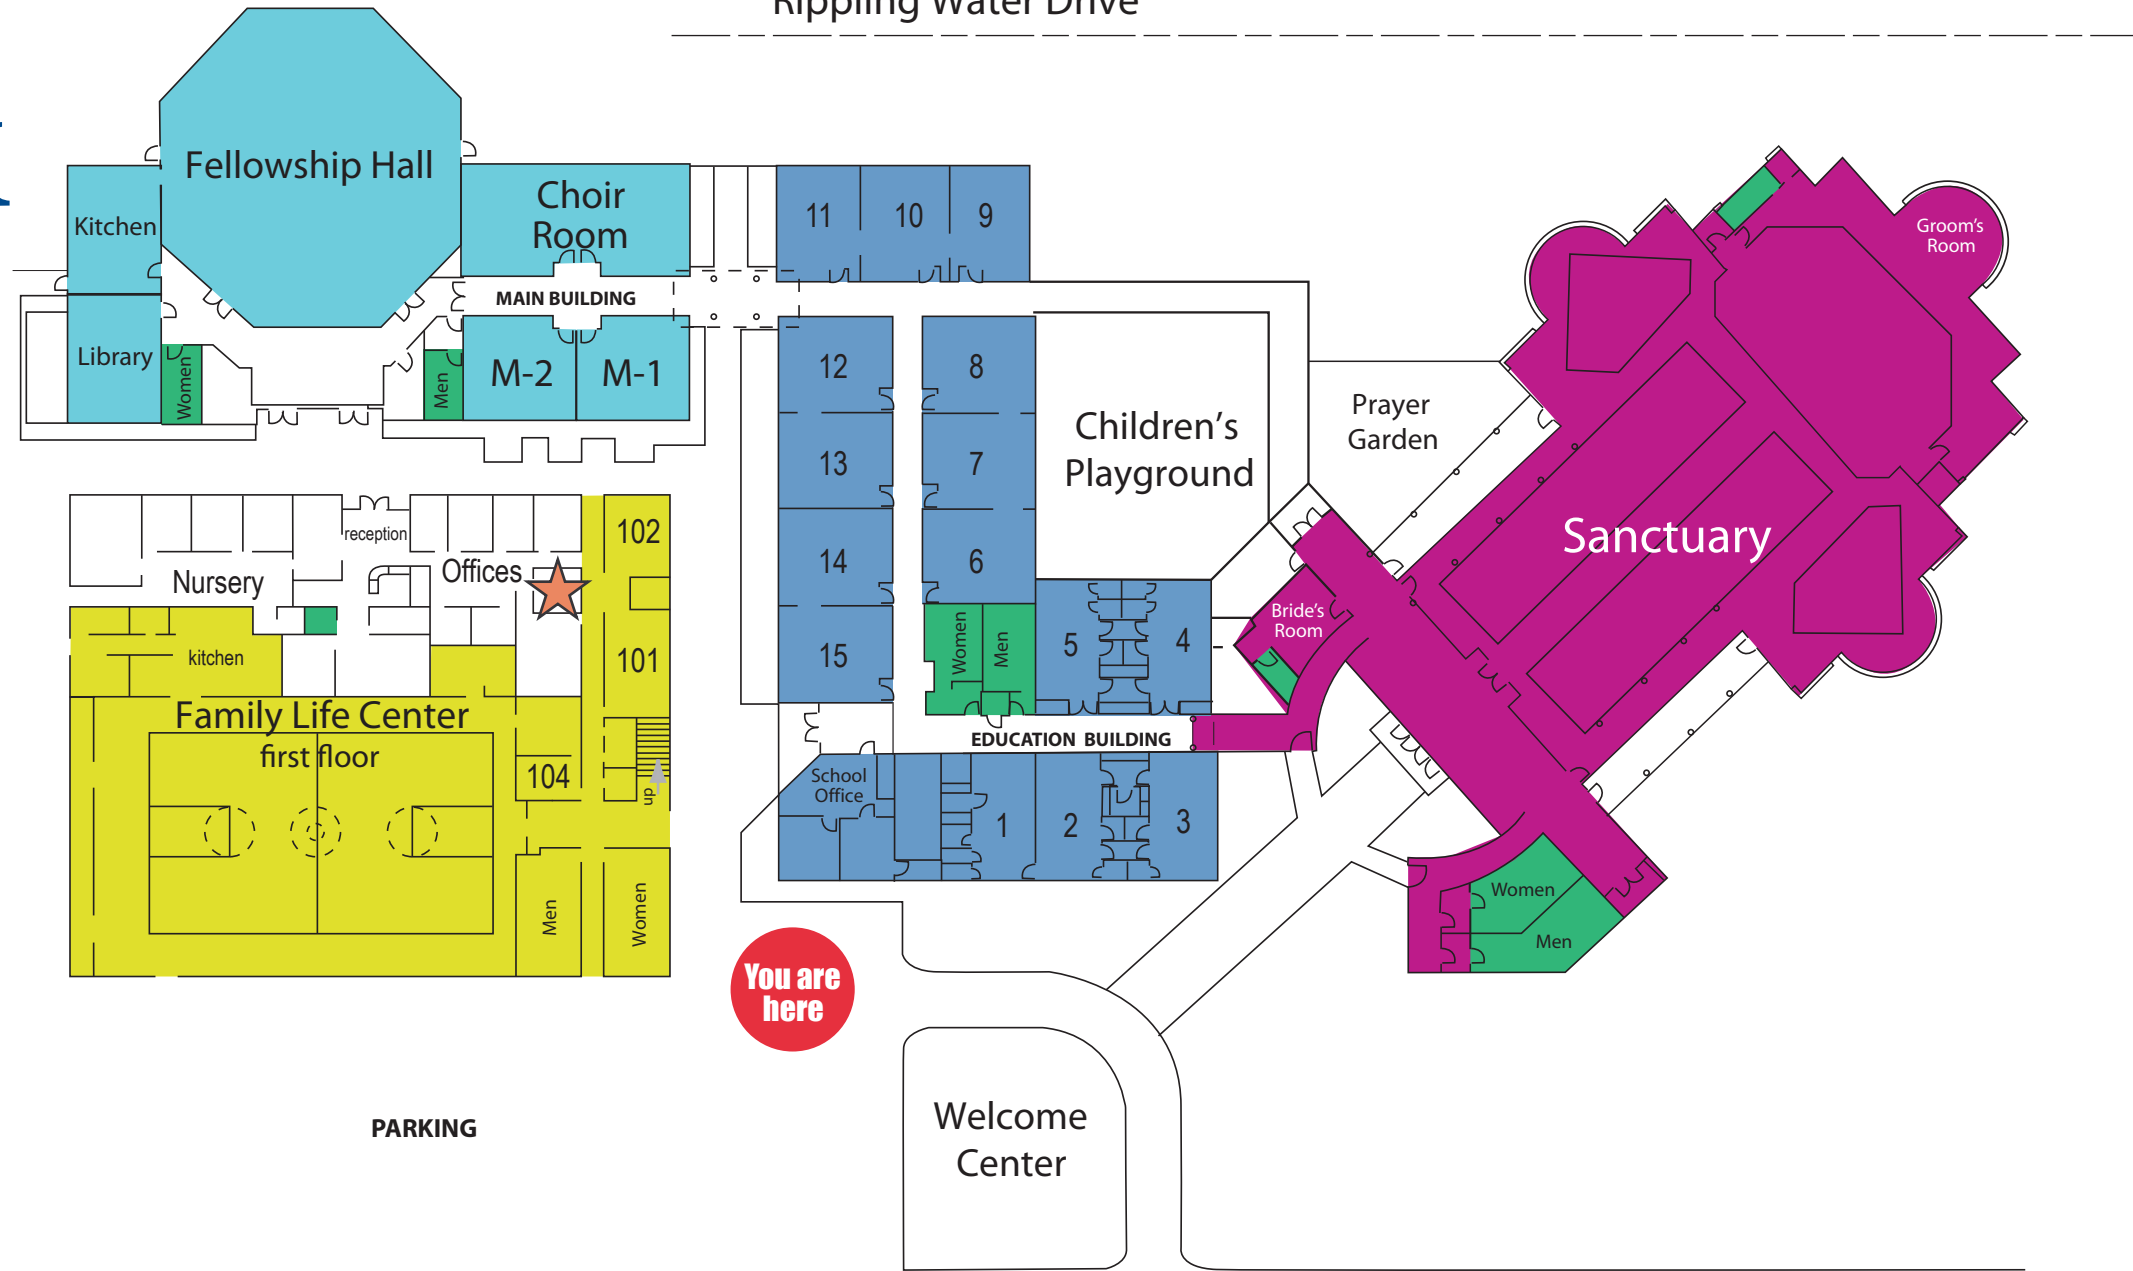 Rippling Water Drive
Fellowship Hall
Kitchen
Choir
Room
MAIN BUILDING
Library
Women
Men
M-2
M-1
11
10
9
12
8
13
7
14
6
15
Women
Men
5
4
Children's
Playground
Prayer
Garden
Sanctuary
Groom's
Room
Bride's
Room
EDUCATION BUILDING
School
Office
1
2
3
Women
Men
reception
Nursery
Offices
102
101
kitchen
Family Life Center
first floor
104
up
Men
Women
You are
here
PARKING
Welcome
Center